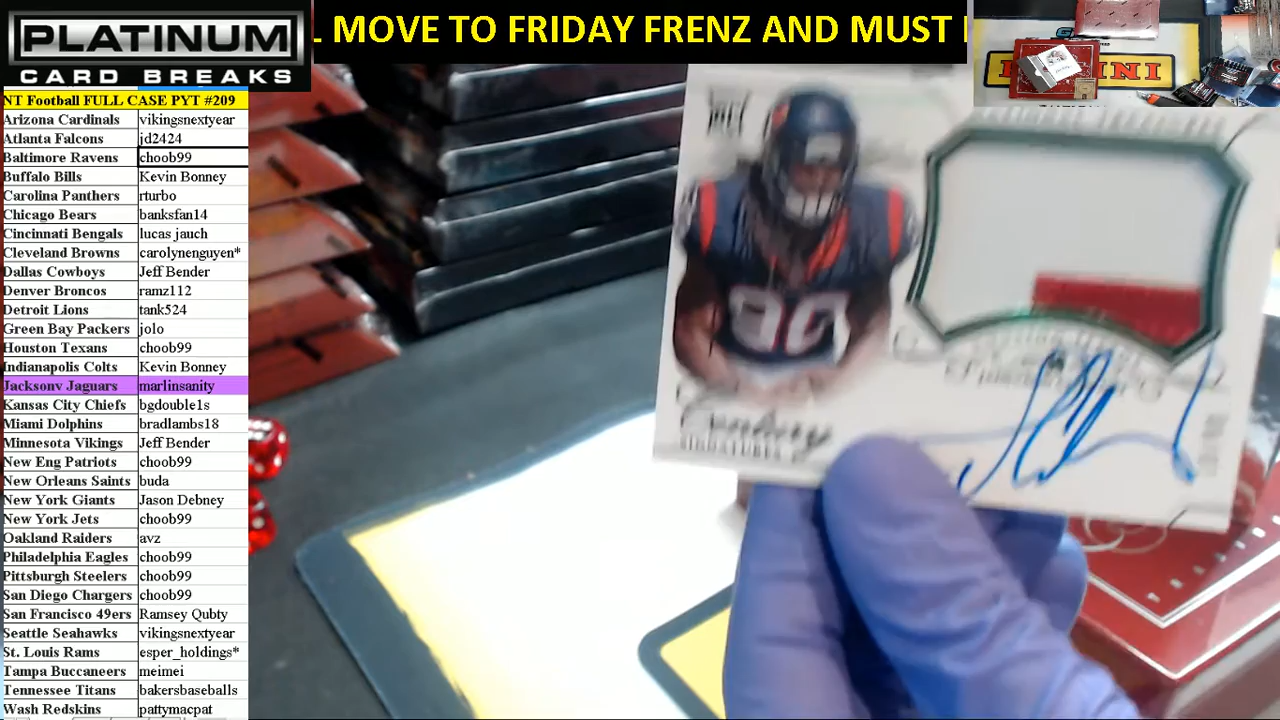 PLATINUM
CARD BREAKS
MOVE TO FRIDAY FRENZ AND MUST
NT Football FULL CASE PYT #209
Arizona Cardinals vikingsnextyear
Atlanta Falcons jd2424
Baltimore Ravens choob99
Buffalo Bills Kevin Bonney
Carolina Panthers rturbo
Chicago Bears banksfan14
Cincinnati Bengals lucas jauch
Cleveland Browns carolynenguyen*
Dallas Cowboys Jeff Bender
Denver Broncos ramz112
Detroit Lions tank524
Green Bay Packers jolo
Houston Texans choob99
Indianapolis Colts Kevin Bonney
Jacksonv Jaguars marlinsanity
Kansas City Chiefs bgdouble1s
Miami Dolphins bradlambs18
Minnesota Vikings Jeff Bender
New Eng Patriots choob99
New Orleans Saints buda
New York Giants Jason Debney
New York Jets choob99
Oakland Raiders avz
Philadelphia Eagles choob99
Pittsburgh Steelers choob99
San Diego Chargers choob99
San Francisco 49ers Ramsey Qubty
Seattle Seahawks vikingsnextyear
St. Louis Rams esper_holdings*
Tampa Buccaneers meimei
Tennessee Titans bakersbaseballs
Wash Redskins pattymacpat
90
SIGNATURES